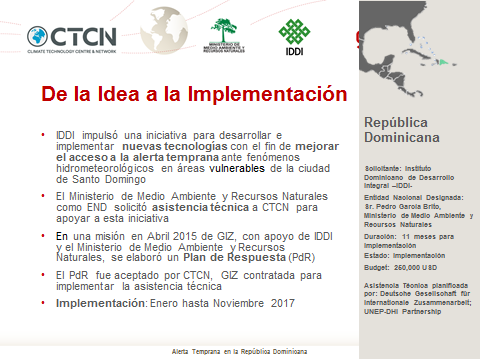 CTCN
CLIMATE TECHNOLOGY CENTRE & NETWORK
MINISTERIO DE
MEDIO AMBIENTE Y
RECURSOS NATURALES
IDDI
De la Idea a la Implementación
• IDDI impulsó una iniciativa para desarrollar e
implementar nuevas tecnologías con el fin de mejorar
el acceso a la alerta temprana ante fenómenos
hidrometeorológicos en áreas vulnerables de la ciudad
de Santo Domingo
• El Ministerio de Medio Ambiente y Recursos Naturales
como END solicitó asistencia técnica a CTCN para
apoyar a esta iniciativa
• En una misión en Abril 2015 de GIZ, con apoyo de IDDI
y el Ministerio de Medio Ambiente y Recursos
Naturales, se elaboró un Plan de Respuesta (PdR)
• El PdR fue aceptado por CTCN, GIZ contratada para
implementar la asistencia técnica
• Implementación: Enero hasta Noviembre 2017
República
Dominicana
Solicitante: Instituto
Dominicano de Desarrollo
Integral –IDDI-
Entidad Nacional Designada:
Sr. Pedro García Brito,
Ministerio de Medio Ambiente y
Recursos Naturales
Duración: 11 meses para
implementación
Estado: implementación
Budget: 260,000 USD
Asistencia Técnica planificada
por: Deutsche Gesellschaft für
Internationale Zusammenarbeit;
UNEP-DHI Partnership
Alerta Temprana en la República Dominicana